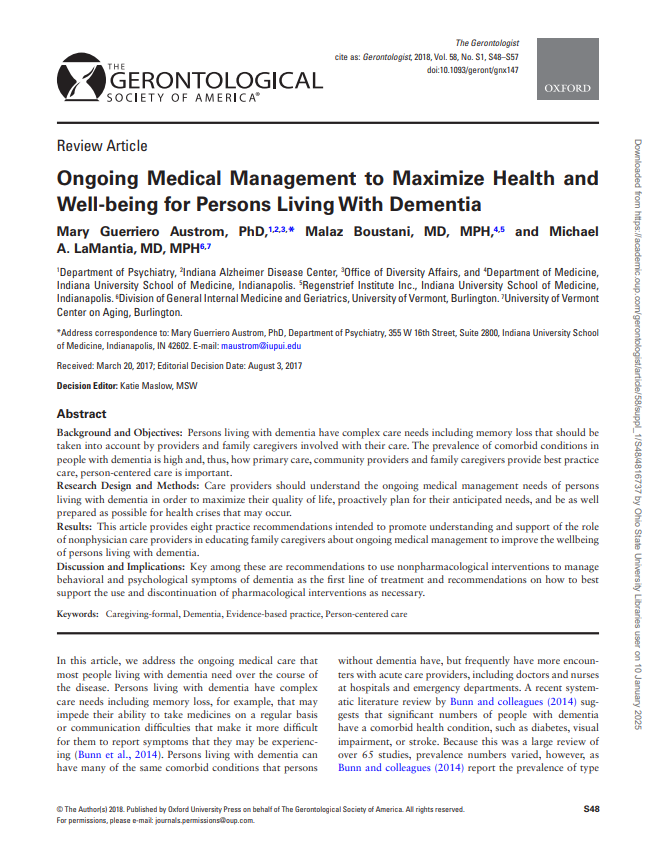 The Gerontologist
cite as: Gerontologist, 2018, Vol. 58, No. S1, S48–S57
doi:10.1093/geront/gnx147
OXFORD
THE
GERONTOLOGICAL
SOCIETY OF AMERICA®
Review Article
Ongoing Medical Management to Maximize Health and
Well-being for Persons Living With Dementia
Mary Guerriero Austrom, PhD,1,2,3,* Malaz Boustani, MD, MPH,4,5 and Michael
A. LaMantia, MD, MPH6,7
1Department of Psychiatry, 2Indiana Alzheimer Disease Center, 3Office of Diversity Affairs, and 4Department of Medicine,
Indiana University School of Medicine, Indianapolis. 5Regenstrief Institute Inc., Indiana University School of Medicine,
Indianapolis. 6Division of General Internal Medicine and Geriatrics, University of Vermont, Burlington. 7University of Vermont
Center on Aging, Burlington.
*Address correspondence to: Mary Guerriero Austrom, PhD, Department of Psychiatry, 355 W 16th Street, Suite 2800, Indiana University School
of Medicine, Indianapolis, IN 42602. E-mail: maustrom@iupui.edu
Received: March 20, 2017; Editorial Decision Date: August 3, 2017
Decision Editor: Katie Maslow, MSW
Abstract
Background and Objectives: Persons living with dementia have complex care needs including memory loss that should be
taken into account by providers and family caregivers involved with their care. The prevalence of comorbid conditions in
people with dementia is high and, thus, how primary care, community providers and family caregivers provide best practice
care, person-centered care is important.
Research Design and Methods: Care providers should understand the ongoing medical management needs of persons
living with dementia in order to maximize their quality of life, proactively plan for their anticipated needs, and be as well
prepared as possible for health crises that may occur.
Results: This article provides eight practice recommendations intended to promote understanding and support of the role
of nonphysician care providers in educating family caregivers about ongoing medical management to improve the wellbeing
of persons living with dementia.
Discussion and Implications: Key among these are recommendations to use nonpharmacological interventions to manage
behavioral and psychological symptoms of dementia as the first line of treatment and recommendations on how to best
support the use and discontinuation of pharmacological interventions as necessary.
Keywords: Caregiving-formal, Dementia, Evidence-based practice, Person-centered care
In this article, we address the ongoing medical care that
most people living with dementia need over the course of
the disease. Persons living with dementia have complex
care needs including memory loss, for example, that may
impede their ability to take medicines on a regular basis
or communication difficulties that make it more difficult
for them to report symptoms that they may be experienc-
ing (Bunn et al., 2014). Persons living with dementia can
have many of the same comorbid conditions that persons
without dementia have, but frequently have more encoun-
ters with acute care providers, including doctors and nurses
at hospitals and emergency departments. A recent system-
atic literature review by Bunn and colleagues (2014) sug-
gests that significant numbers of people with dementia
have a comorbid health condition, such as diabetes, visual
impairment, or stroke. Because this was a large review of
over 65 studies, prevalence numbers varied, however, as
Bunn and colleagues (2014) report the prevalence of type
© The Author(s) 2018. Published by Oxford University Press on behalf of The Gerontological Society of America. All rights reserved.
For permissions, please e-mail: journals.permissions@oup.com.
S48
Downloaded from https://academic.oup.com/gerontologist/article/58/suppl_1/S48/4816737 by Ohio State University Libraries user on 10 January 2025